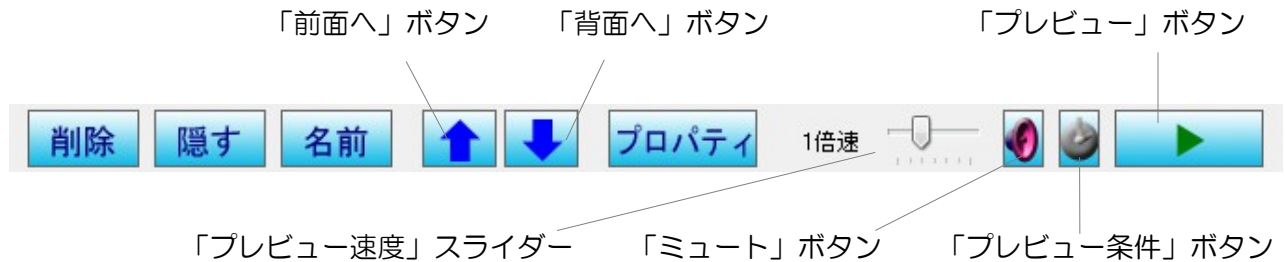 「前面へ」ボタン 「背面へ」ボタン 「プレビュー」ボタン
削除 隠す 名前 プロパティ 1倍速
「プレビュー速度」スライダー 「ミュート」ボタン 「プレビュー条件」ボタン